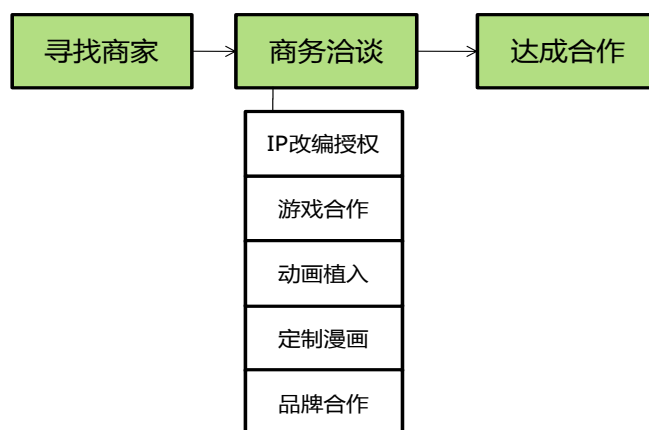 寻找商家
商务洽谈
达成合作
IP改编授权
游戏合作
动画植入
定制漫画
品牌合作